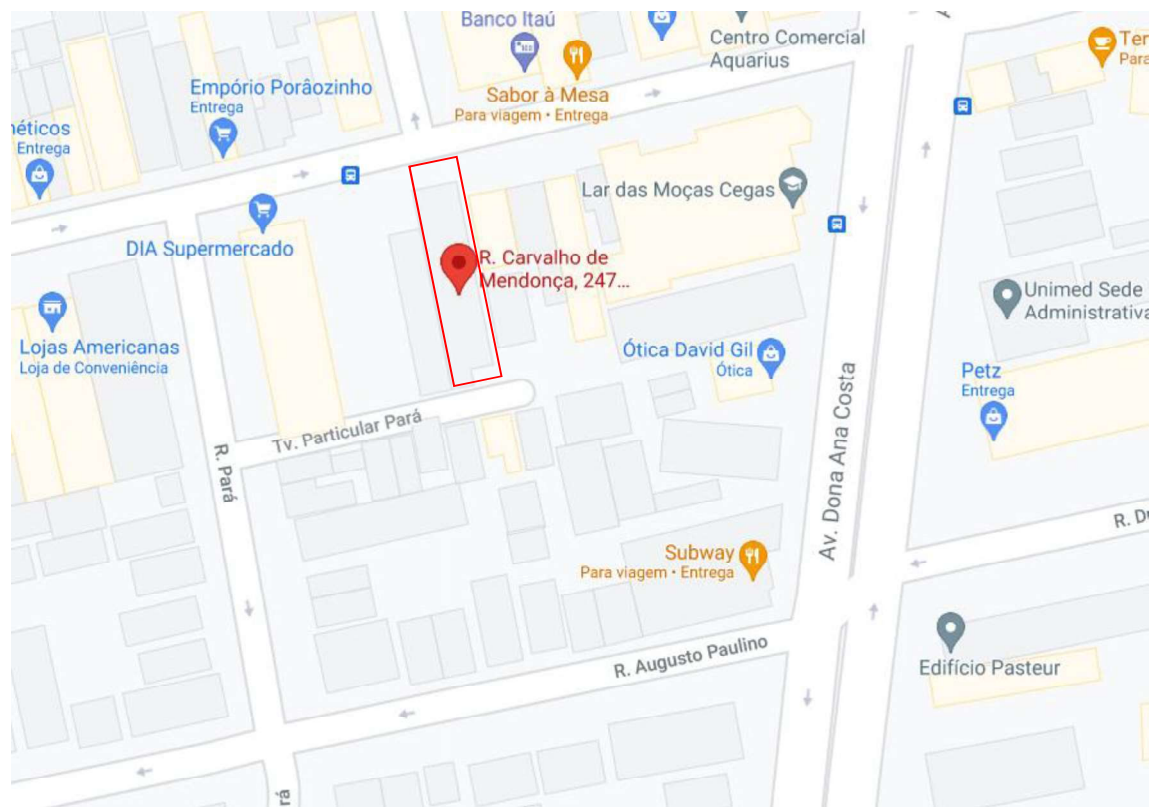 Banco Itaú
Centro Comercial
Aquarius
Empório Porãozinho
Entrega
Sabor à Mesa
Para viagem • Entrega
Entrega
Lar das Moças Cegas
DIA Supermercado
R. Carvalho de
Mendonça, 247...
Unimed Sede
Administrativa
Lojas Americanas
Loja de Conveniência
Ótica David Gil
Ótica
Petz
Entrega
Tv. Particular Pará
R. Pará
Av. Dona Ana Costa
Subway
Para viagem • Entrega
R. Augusto Paulino
Edifício Pasteur